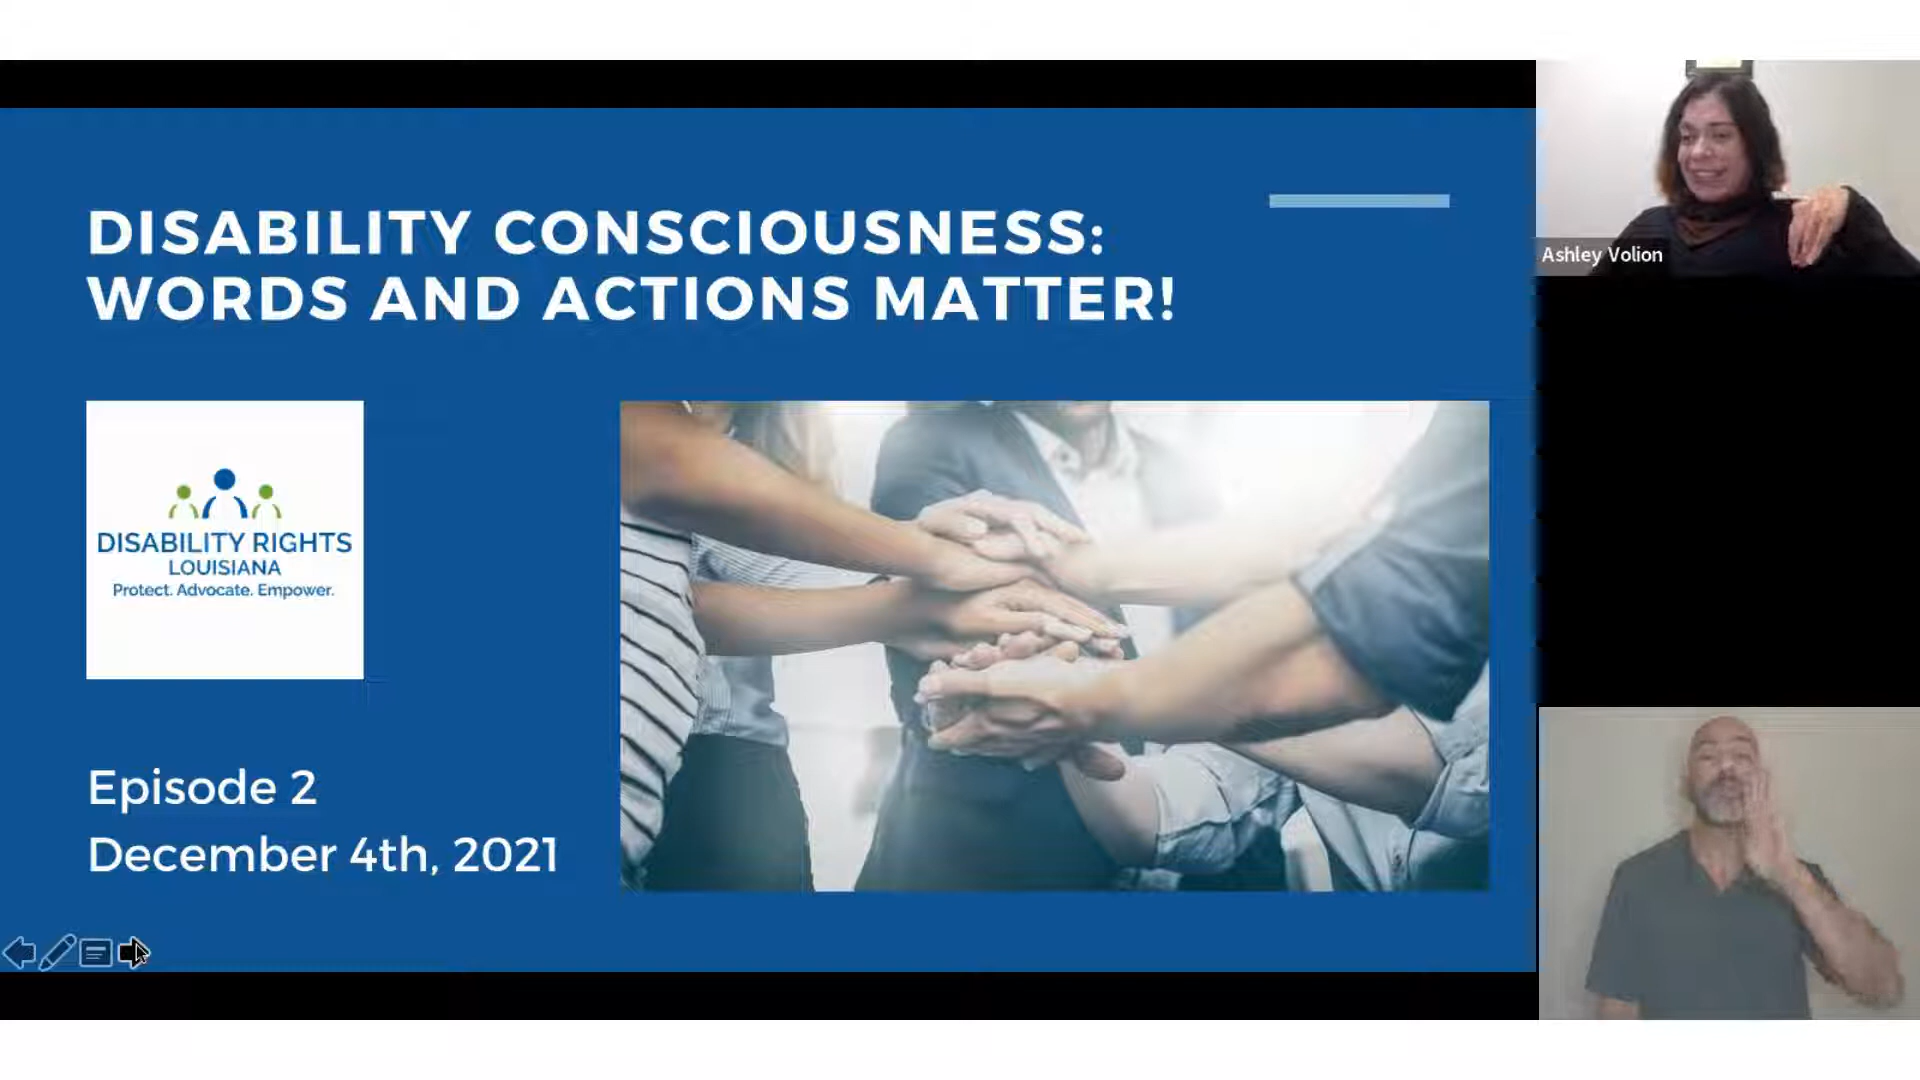 DISABILITY CONSCIOUSNESS:
WORDS AND ACTIONS MATTER!
DISABILITY RIGHTS
LOUISIANA
Protect. Advocate. Empower.
Episode 2
December 4th, 2021
Ashley Volion